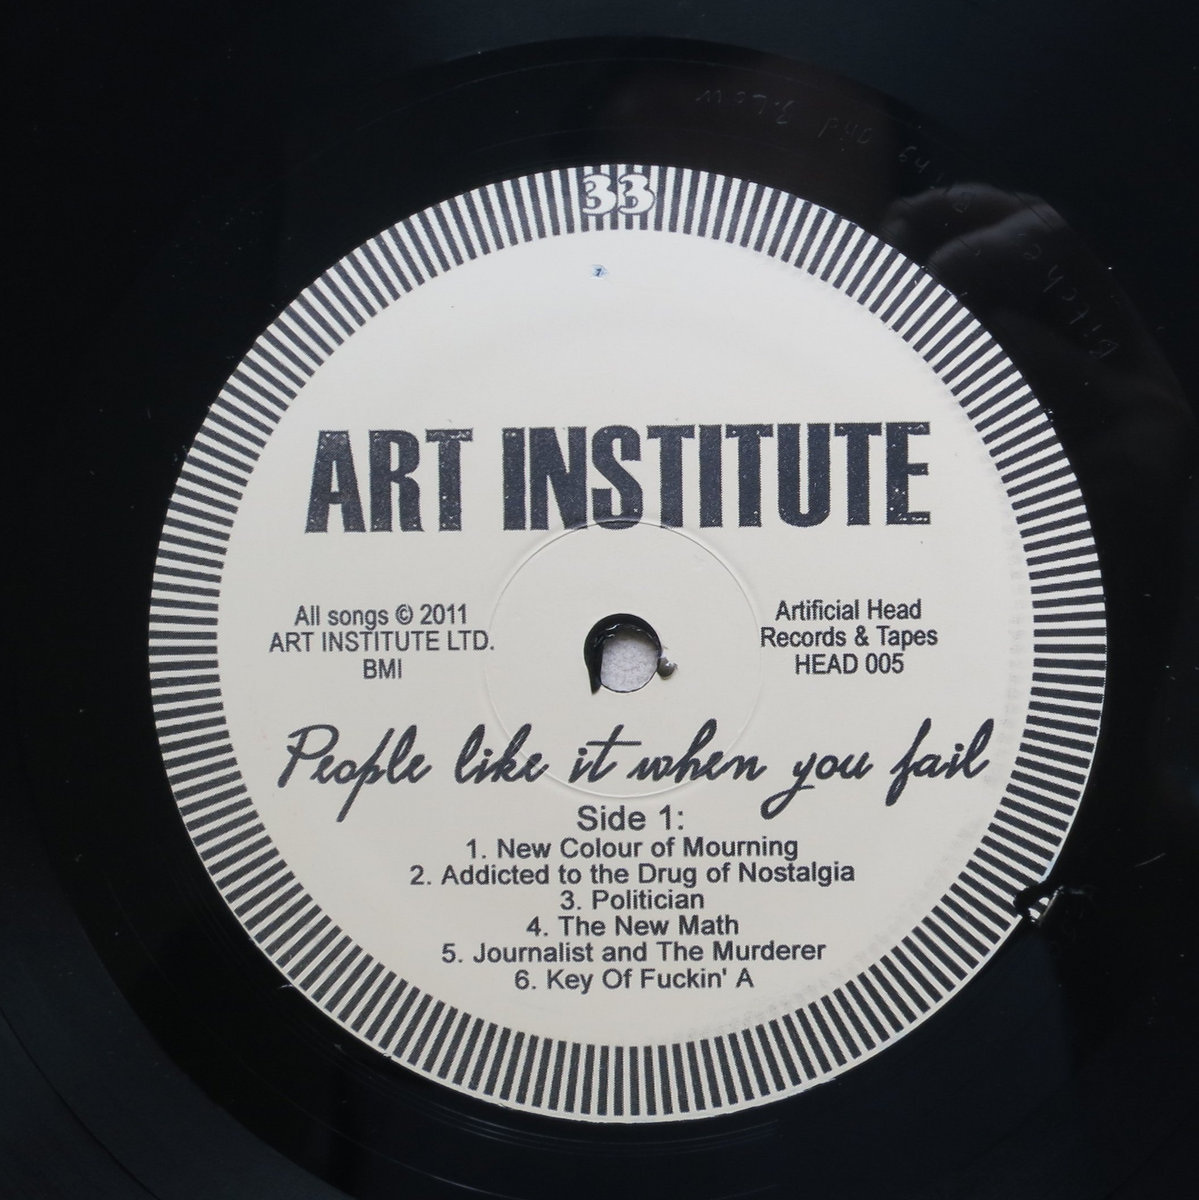 33
1
ART INSTITUTE
All songs © 2011
ART INSTITUTE LTD.
BMI
Artificial Head
Records & Tapes
HEAD 005
People like it when you fail
Side 1:
1. New Colour of Mourning
2. Addicted to the Drug of Nostalgia
3. Politician
4. The New Math
5. Journalist and The Murderer
6. Key Of Fuckin' A